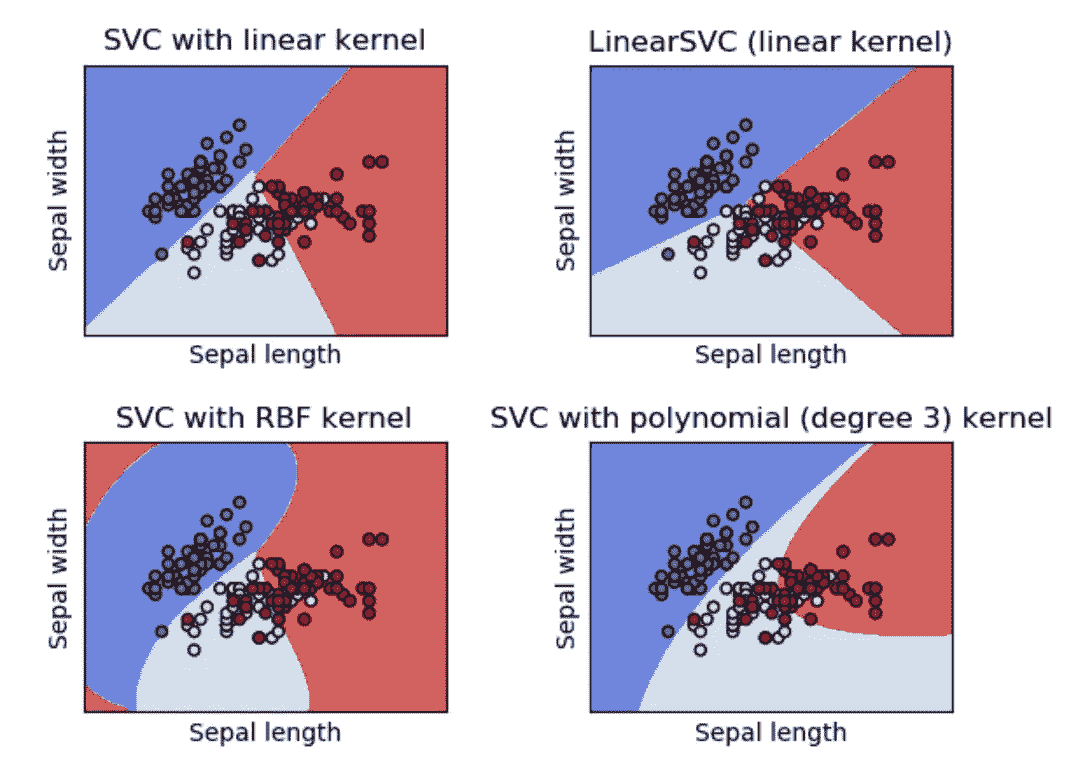 SVC with linear kernel
LinearSVC (linear kernel)
Sepal width
Sepal length
Sepal width
Sepal length
SVC with RBF kernel
SVC with polynomial (degree 3) kernel
Sepal width
Sepal length
Sepal width
Sepal length